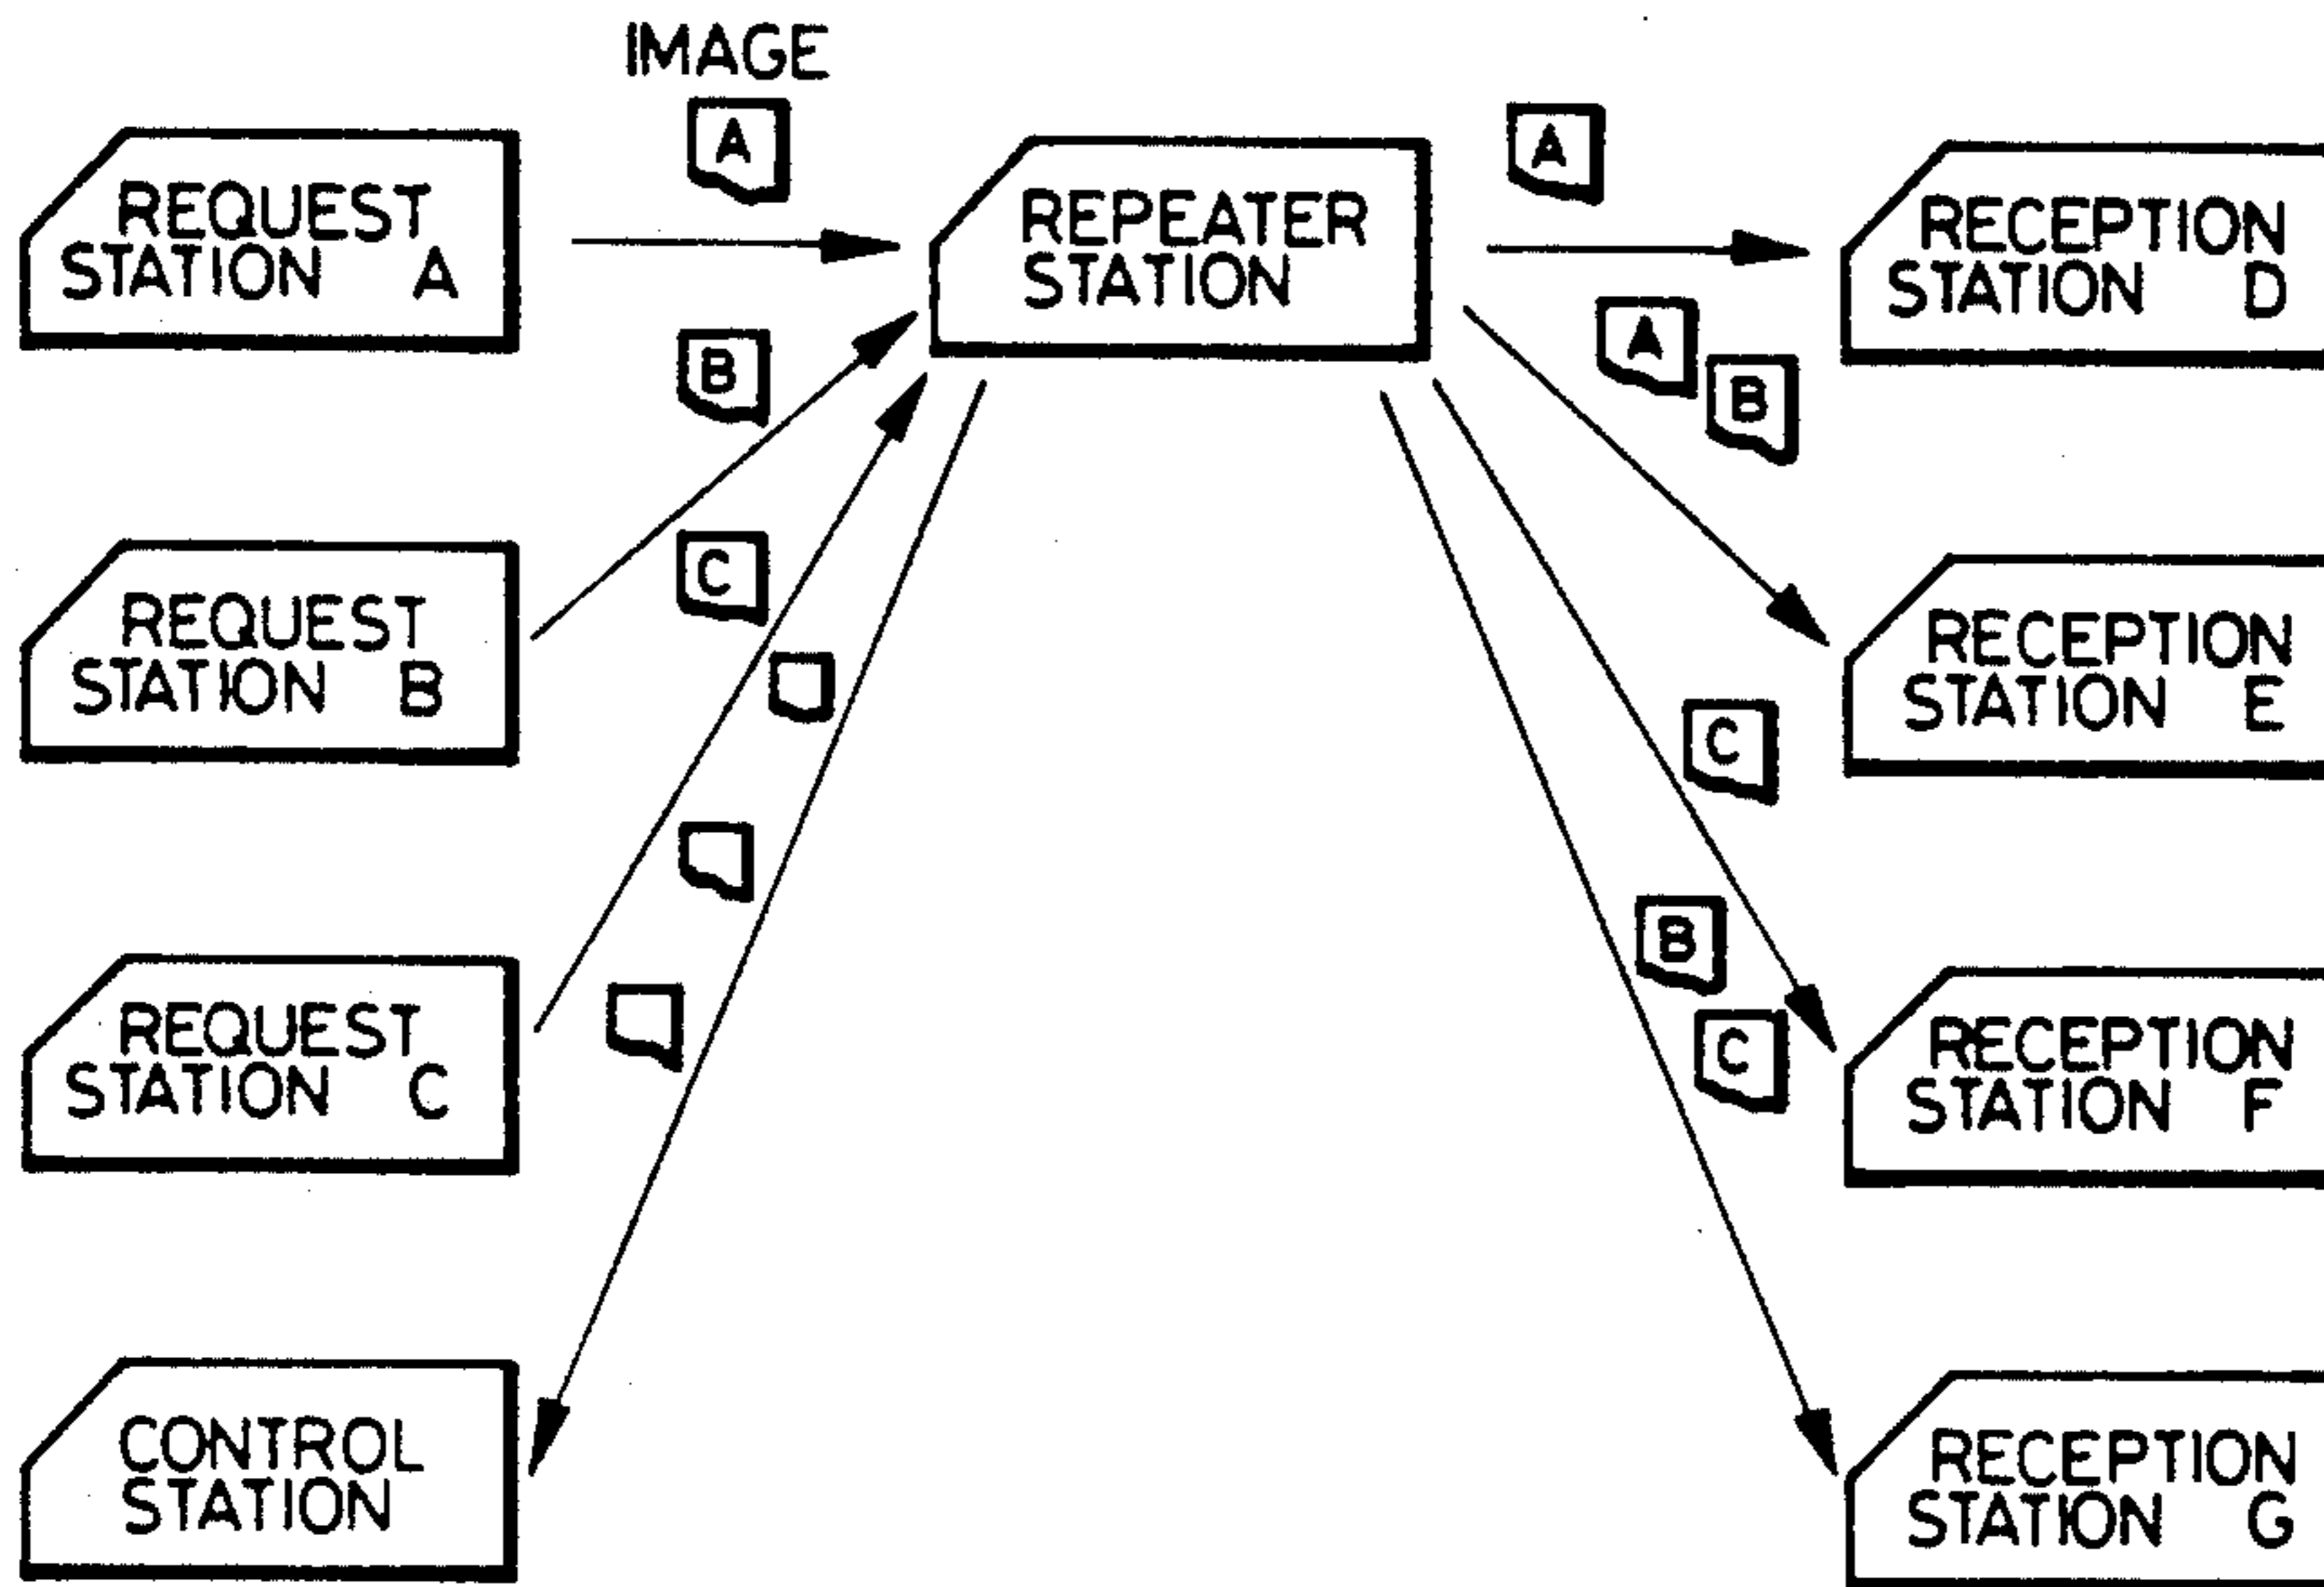 IMAGE
A
A
REQUEST
STATION A
REPEATER
STATION
RECEPTION
STATION D
B
A
B
C
REQUEST
STATION B
RECEPTION
STATION E
C
B
C
REQUEST
STATION C
RECEPTION
STATION F
CONTROL
STATION
RECEPTION
STATION G